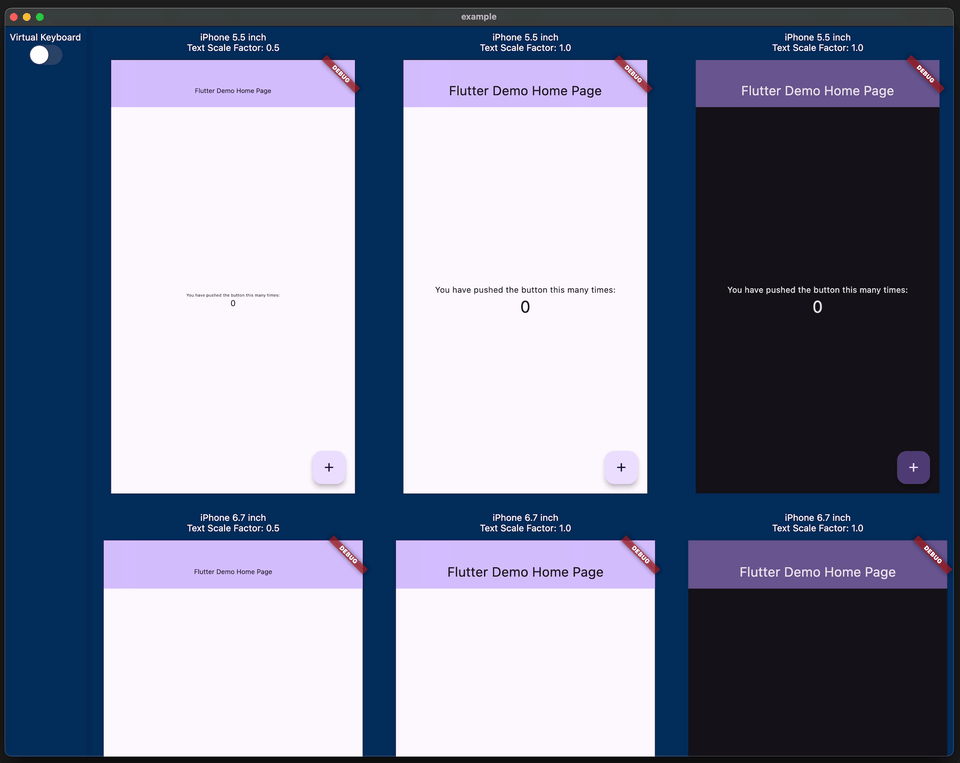 example
Virtual Keyboard
iPhone 5.5 inch
Text Scale Factor: 0.5
DEBUG
Flutter Demo Home Page
You have pushed the button this many times:
0
+
iPhone 5.5 inch
Text Scale Factor: 1.0
DEBUG
Flutter Demo Home Page
You have pushed the button this many times:
0
+
iPhone 5.5 inch
Text Scale Factor: 1.0
DEBUG
Flutter Demo Home Page
You have pushed the button this many times:
0
+
iPhone 6.7 inch
Text Scale Factor: 0.5
DEBUG
Flutter Demo Home Page
iPhone 6.7 inch
Text Scale Factor: 1.0
DEBUG
Flutter Demo Home Page
iPhone 6.7 inch
Text Scale Factor: 1.0
DEBUG
Flutter Demo Home Page